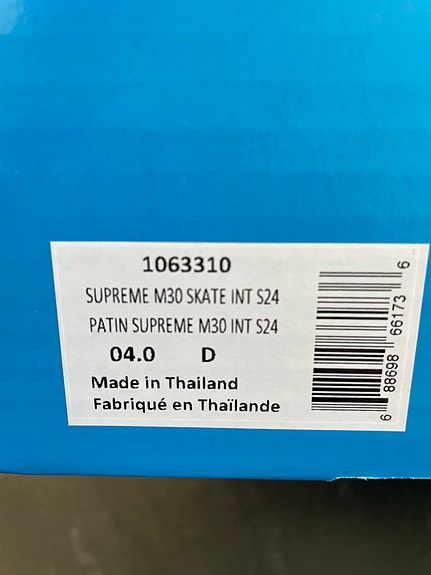 1063310
SUPREME M30 SKATE INT S24
PATIN SUPREME M30 INT S24
04.0 D
Made in Thailand
Fabriqué en Thaïlande
6 88698 66173 6